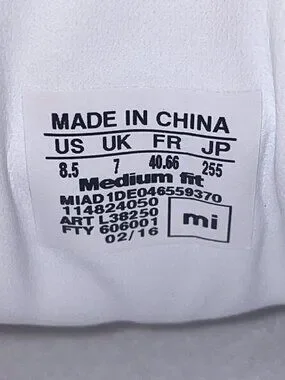 MADE IN CHINA
US UK FR JP
8.5 7 40.66 255
Medium fit
MIAD1DE046559370
114824050
ART L38250
FTY 606001
02/16
mi